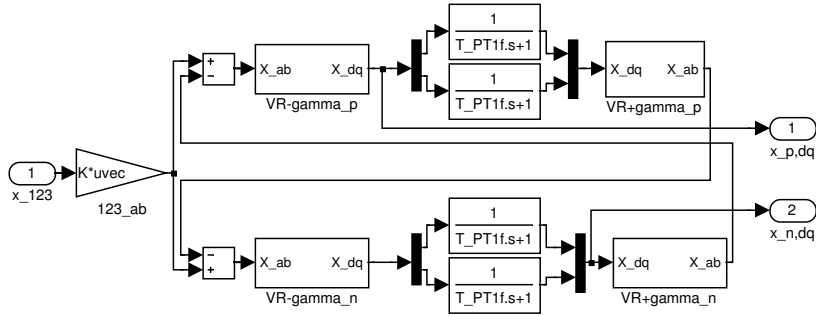 1
T_PT1f.s+1
+
−
X_ab X_dq
VR-gamma_p
1
T_PT1f.s+1
X_dq X_ab
VR+gamma_p
1
x_p,dq
1
x_123
K*uvec
123_ab
2
x_n,dq
1
T_PT1f.s+1
−
+
X_ab X_dq
VR-gamma_n
1
T_PT1f.s+1
X_dq X_ab
VR+gamma_n